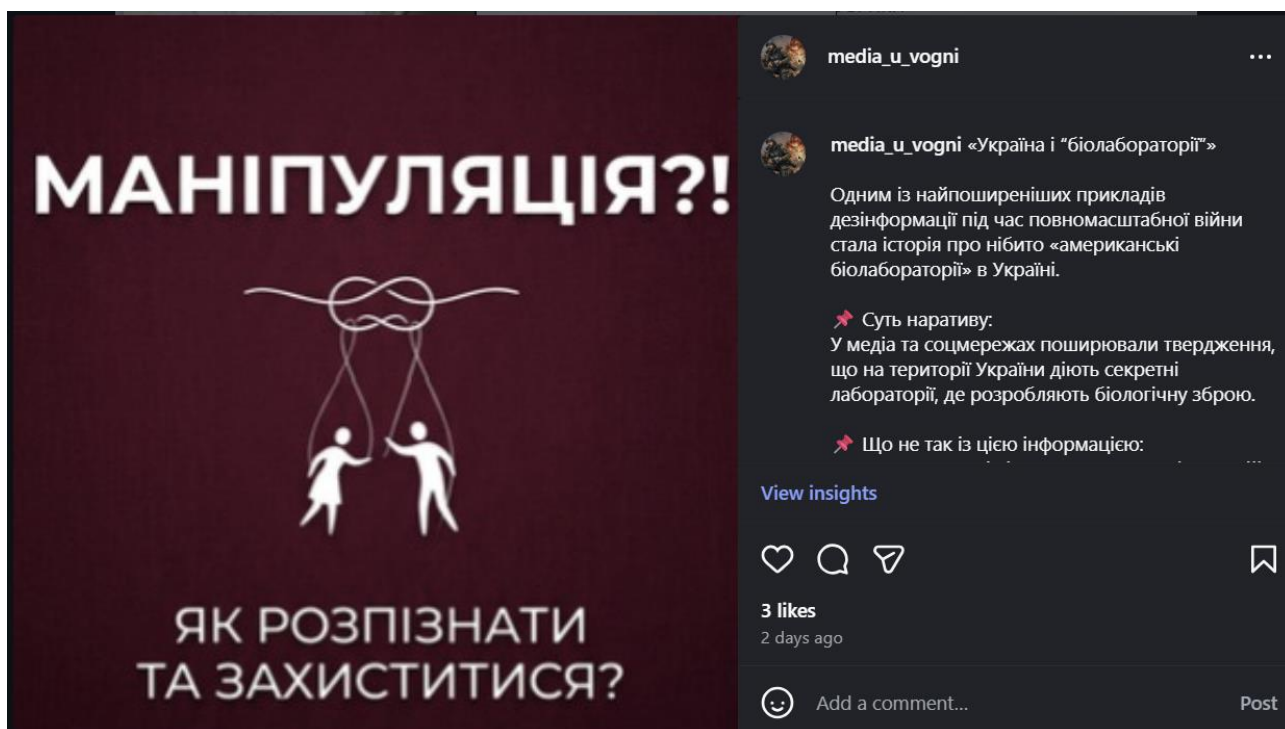 МАНІПУЛЯЦІЯ?!
ЯК РОЗПІЗНАТИ
ТА ЗАХИСТИТИСЯ?
media_u_vogni
media_u_vogni «Україна і "біолабораторії"»
Одним із найпоширеніших прикладів
дезінформації під час повномасштабної війни
стала історія про нібито «американські
біолабораторії» в Україні.
📌 Суть наративу:
У медіа та соцмережах поширювали твердження,
що на території України діють секретні
лабораторії, де розробляють біологічну зброю.
📌 Що не так із цією інформацією:
View insights
3 likes
2 days ago
Add a comment...
Post